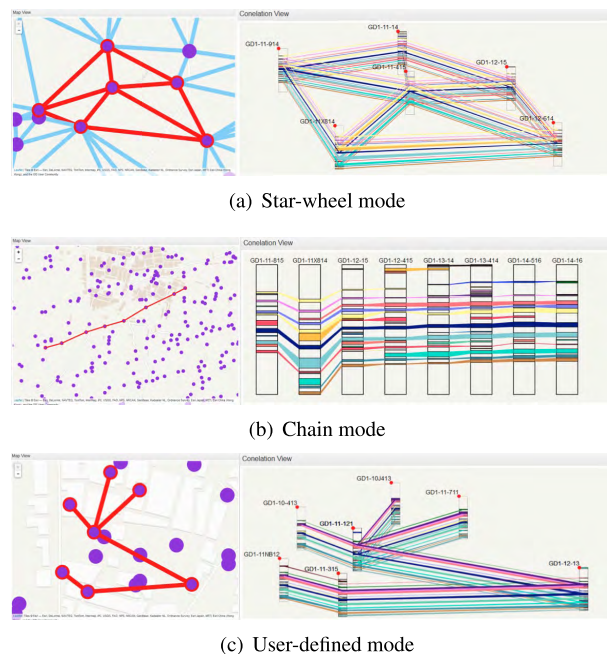 Map View
Conelation View
GD1-11-14
GD1-11-914
GD1-11-415
GD1-12-15
GD1-11X814
GD1-12-614
(a) Star-wheel mode
Map View
Conelation View
GD1-11-815 GD1-11X814 GD1-12-15 GD1-12-415 GD1-13-14 GD1-13-414 GD1-14-516 GD1-14-16
(b) Chain mode
Map View
Conelation View
GD1-10J413
GD1-11-711
GD1-10-413
GD1-11-121
GD1-11NB12
GD1-11-315
GD1-12-13
(c) User-defined mode